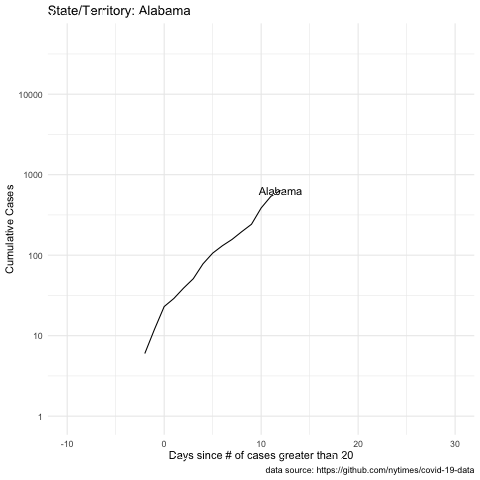 State/Territory: Alabama
Cumulative Cases
10000
1000
100
10
1
Alabama
-10
0
10
20
30
Days since # of cases greater than 20
data source: https://github.com/nytimes/covid-19-data